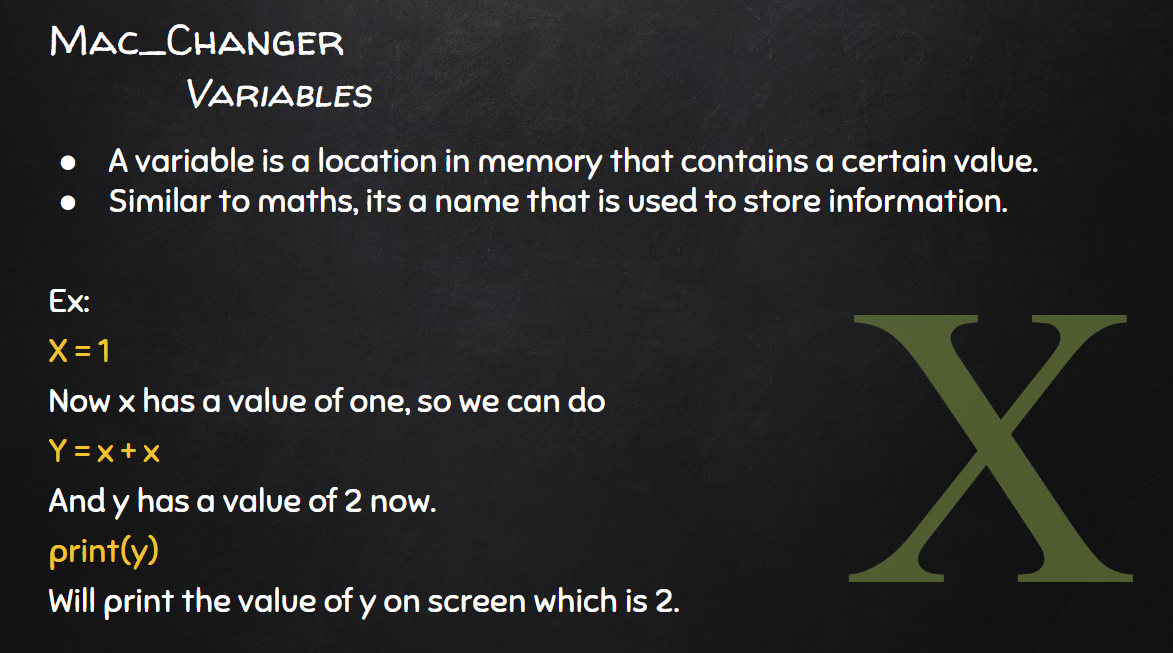 Mac_Changer
Variables
● A variable is a location in memory that contains a certain value.
● Similar to maths, its a name that is used to store information.
Ex:
X = 1
Now x has a value of one, so we can do
Y = x + x
And y has a value of 2 now.
print(y)
Will print the value of y on screen which is 2.
X